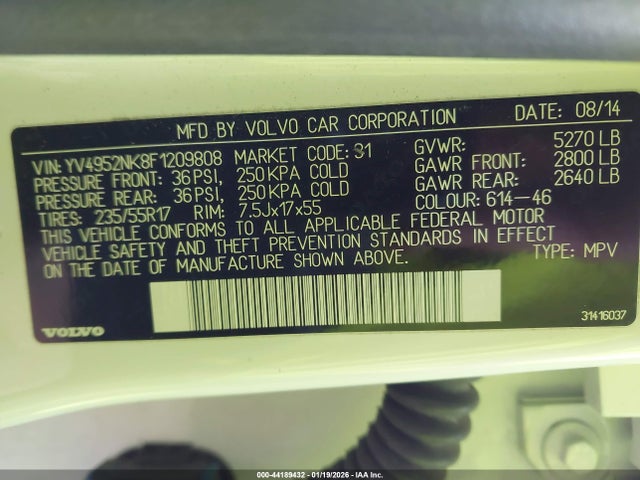 MFD BY VOLVO CAR CORPORATION DATE: 08/14
VIN: YV4952NK8F1209808 MARKET CODE: 31 GVWR: 5270 LB
PRESSURE FRONT: 36 PSI, 250 KPA COLD GAWR FRONT: 2800 LB
PRESSURE REAR: 36 PSI, 250 KPA COLD GAWR REAR: 2640 LB
TIRES: 235/55R17 RIM: 7.5Jx17x55 COLOUR: 614-46
THIS VEHICLE CONFORMS TO ALL APPLICABLE FEDERAL MOTOR
VEHICLE SAFETY AND THEFT PREVENTION STANDARDS IN EFFECT
ON THE DATE OF MANUFACTURE SHOWN ABOVE. TYPE: MPV
VOLVO 31416037
000-44189432 - 01/19/2026 - IAA Inc.